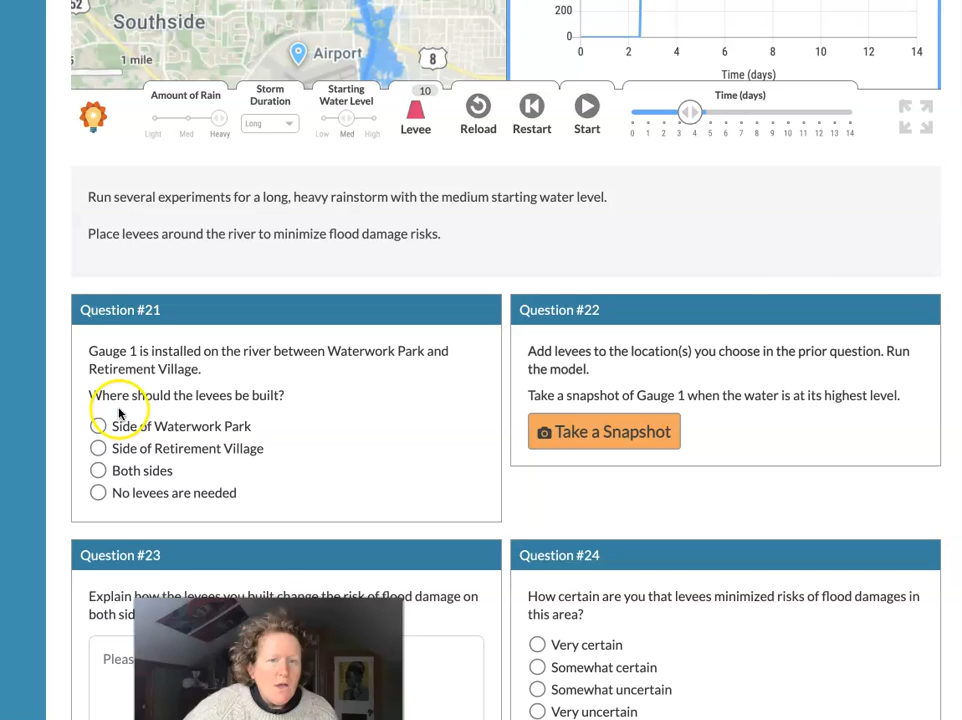 52
Southside
Airport
8
5
1 mile
200
0
0 2 4 6 8 10 12 14
Time (days)
Amount of Rain
Light Med Heavy
Storm
Duration
Long
Starting
Water Level
Low Med High
10
Levee
Reload
Restart
Start
Time (days)
0 1 2 3 4 5 6 7 8 9 10 11 12 13 14
Run several experiments for a long, heavy rainstorm with the medium starting water level.
Place levees around the river to minimize flood damage risks.
Question #21
Gauge 1 is installed on the river between Waterwork Park and
Retirement Village.
Where should the levees be built?
Side of Waterwork Park
Side of Retirement Village
Both sides
No levees are needed
Question #22
Add levees to the location(s) you choose in the prior question. Run
the model.
Take a snapshot of Gauge 1 when the water is at its highest level.
Take a Snapshot
Question #23
Explain how the levees you built change the risk of flood damage on
both sid
Pleas
Question #24
How certain are you that levees minimized risks of flood damages in
this area?
Very certain
Somewhat certain
Somewhat uncertain
Very uncertain